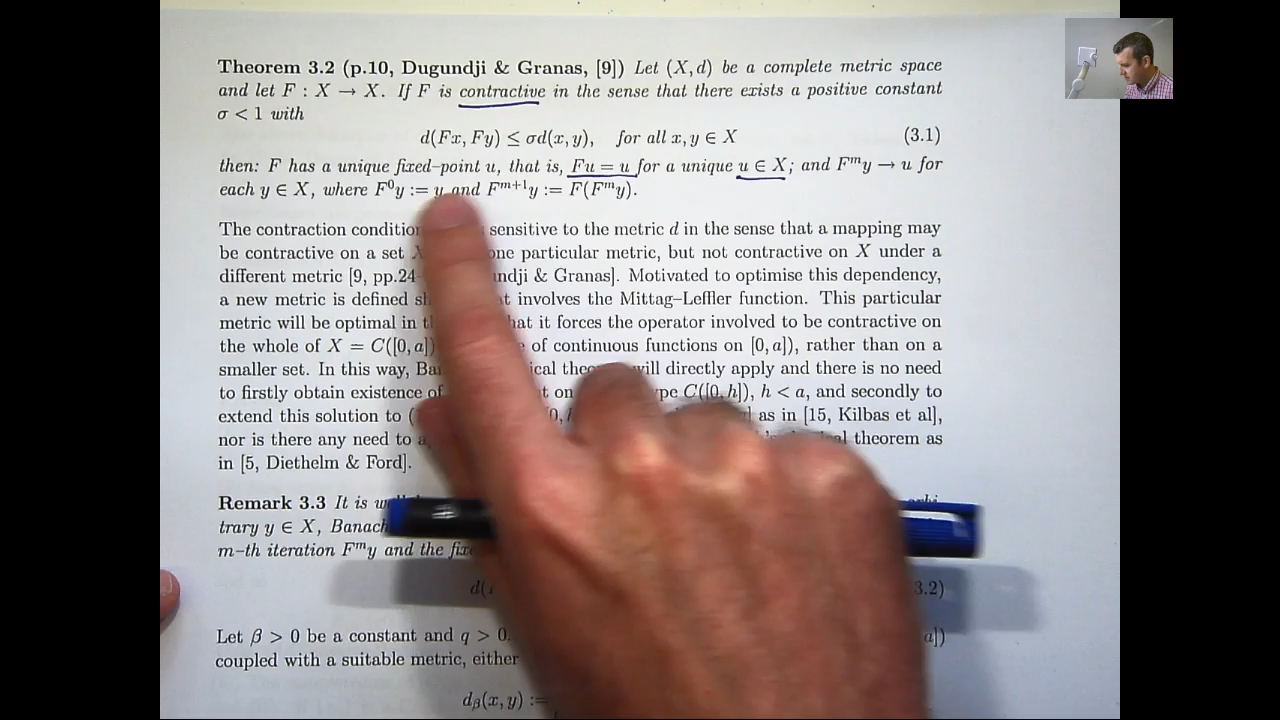 Theorem 3.2 (p.10, Dugundji & Granas, [9]) Let (X, d) be a complete metric space
and let F : X → X. If F is contractive in the sense that there exists a positive constant
σ < 1 with
d(Fx, Fy) ≤ σd(x, y), for all x, y ∈ X (3.1)
then: F has a unique fixed–point u, that is, Fu = u for a unique u ∈ X; and F^m y → u for
each y ∈ X, where F^0 y := y and F^{m+1} y := F(F^m y).
The contraction sensitive to the metric d in the sense that a mapping may
be contractive on a set one particular metric, but not contractive on X under a
different metric [9, & Granas]. Motivated to optimise this dependency,
a new metric is defined involves the Mittag–Leffler function. This particular
metric will be optimal in that it forces the operator involved to be contractive on
the whole of X = C([0, a]) of continuous functions on [0, a]), rather than on a
smaller set. In this way, will directly apply and there is no need
to firstly obtain existence of on C([0, h]), h < a, and secondly to
extend this solution to as in [15, Kilbas et al],
nor is there any need to theorem as
in [5, Diethelm & Ford].
Remark 3.3 It is
trary y ∈ X,
m–th iteration F^m y and the
3.2)
Let β > 0 be a constant and q > 0. a])
coupled with a suitable metric, either
d_β(x, y) :=